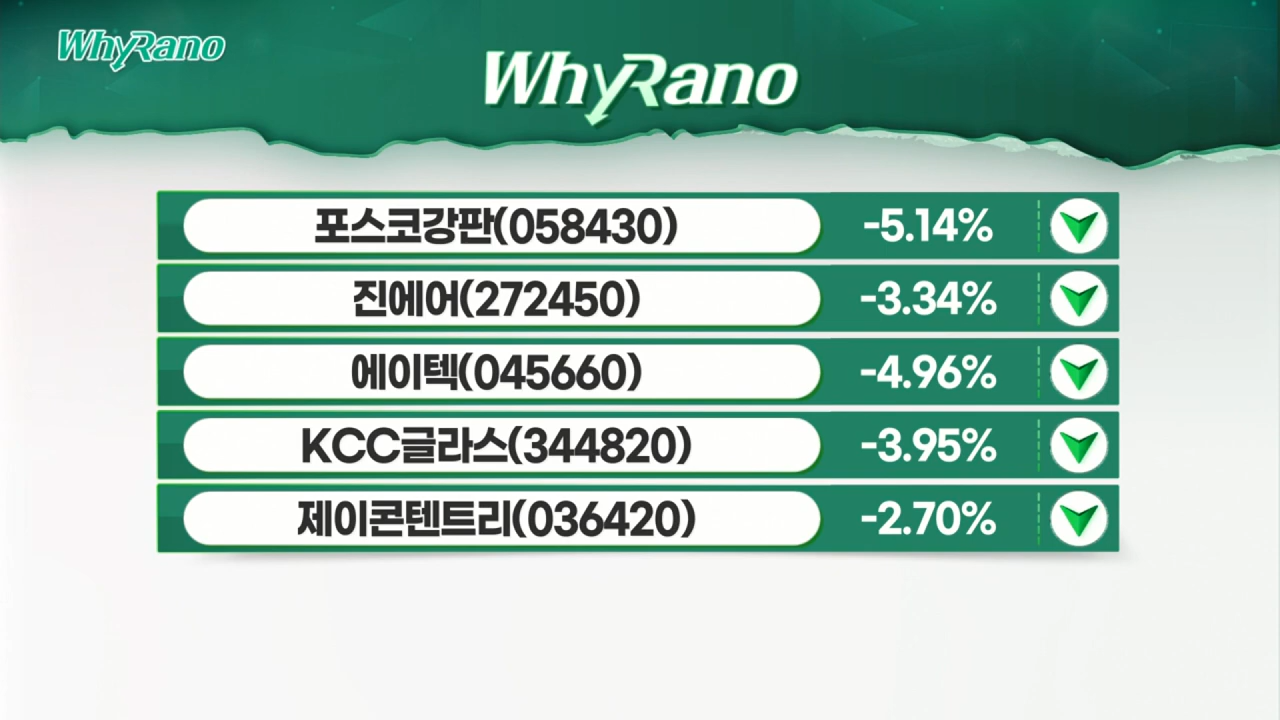 WhyRano
WhyRano
포스코강판(058430) -5.14%
진에어(272450) -3.34%
에이텍(045660) -4.96%
KCC글라스(344820) -3.95%
제이콘텐트리(036420) -2.70%